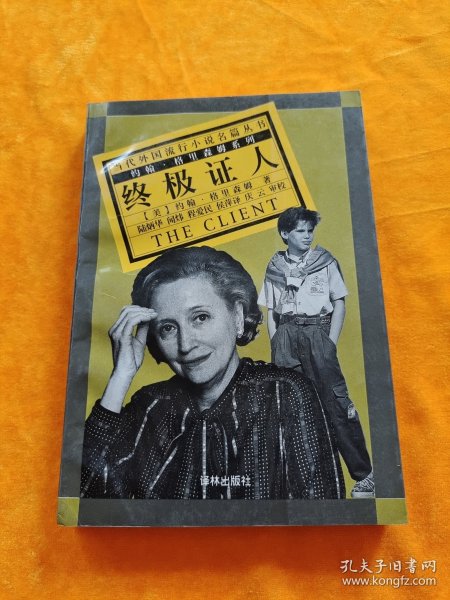 当代外国流行小说名篇丛书
约翰·格里森姆系列
终极证人
[美]约翰·格里森姆 著
陆炳华 闻炜 程爱民 侯萍译 庆云 审校
THE CLIENT
译林出版社
孔夫子旧书网
www.kongfz.com